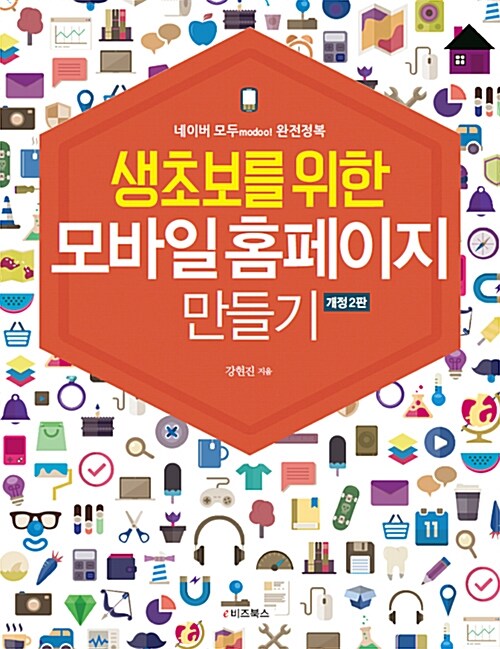 네이버 모두modoo! 완전정복
생초보를 위한
모바일 홈페이지
만들기 개정 2판
강현진 지음
11
e비즈북스